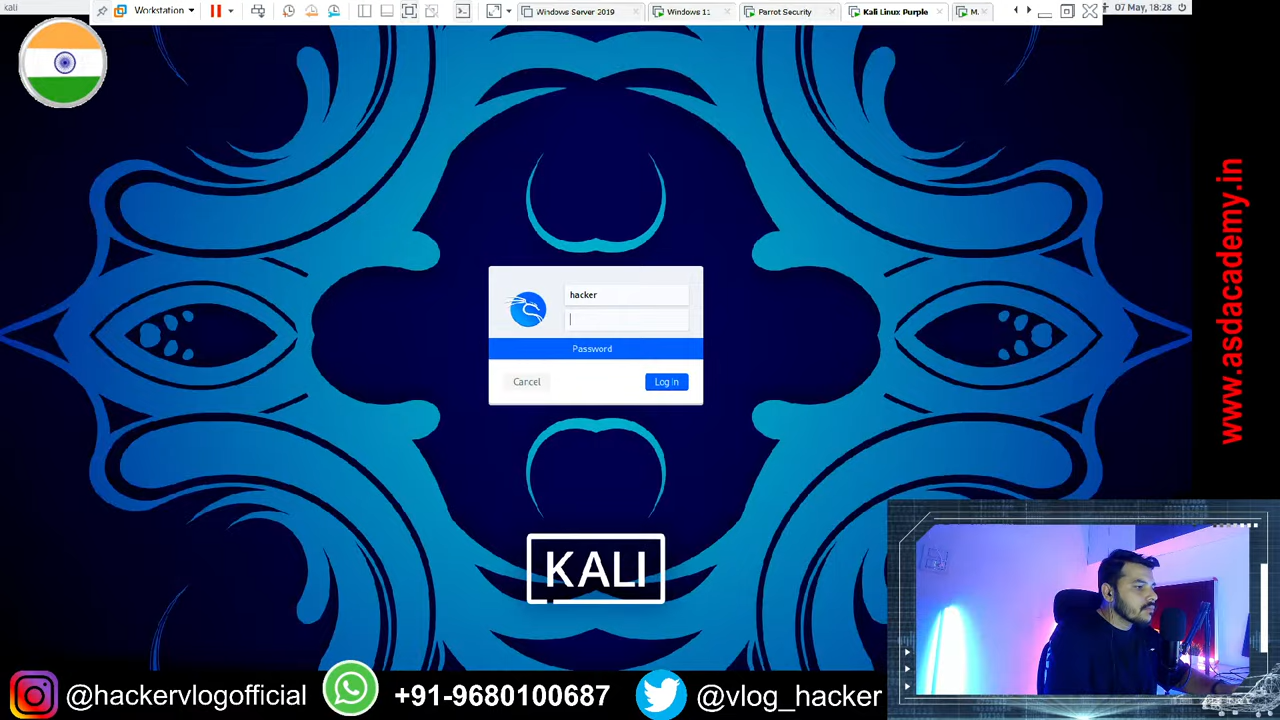 kali
Workstation
Windows Server 2019
Windows 11
Parrot Security
Kali Linux Purple
M
07 May, 18:28
hacker
Password
Cancel
Log In
KALI
www.asdacademy.in
@hackervlogofficial
+91-9680100687
@vlog_hacker